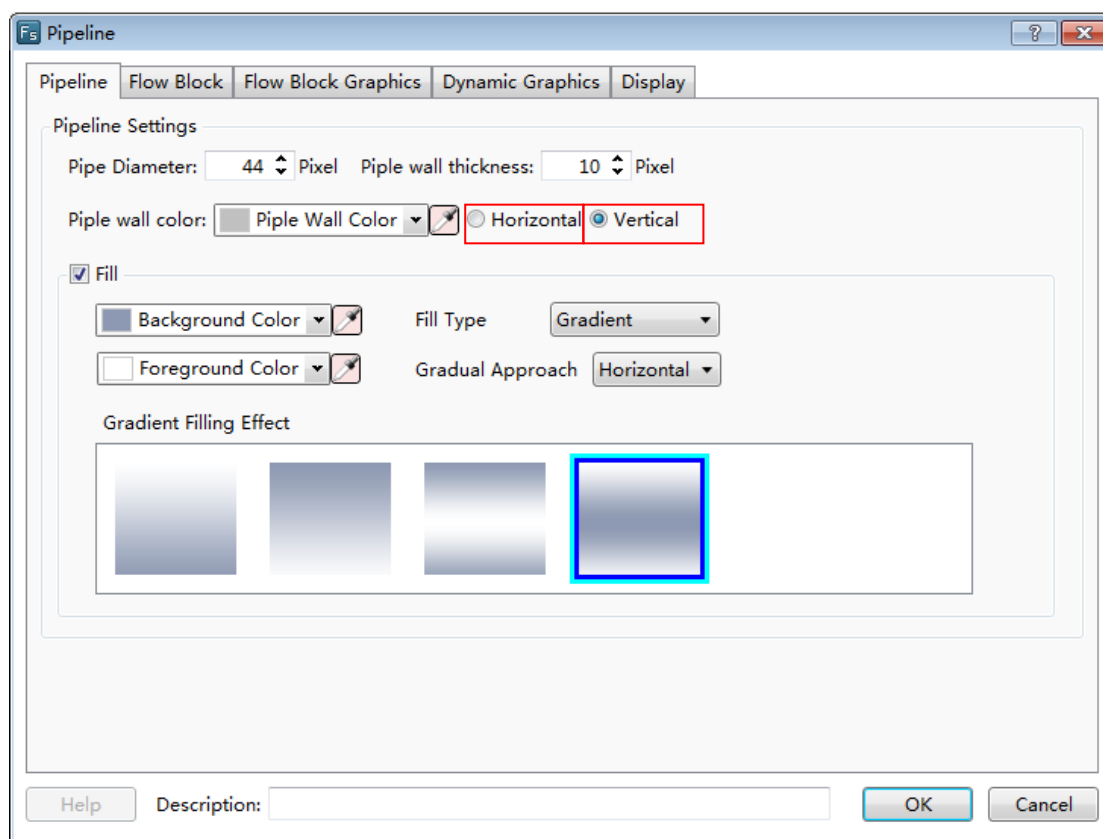 Fs Pipeline ?
Pipeline Flow Block Flow Block Graphics Dynamic Graphics Display
Pipeline Settings
Pipe Diameter: 44 Pixel Piple wall thickness: 10 Pixel
Piple wall color: Piple Wall Color Horizontal Vertical
Fill
Background Color Fill Type Gradient
Foreground Color Gradual Approach Horizontal
Gradient Filling Effect
Help Description: OK Cancel